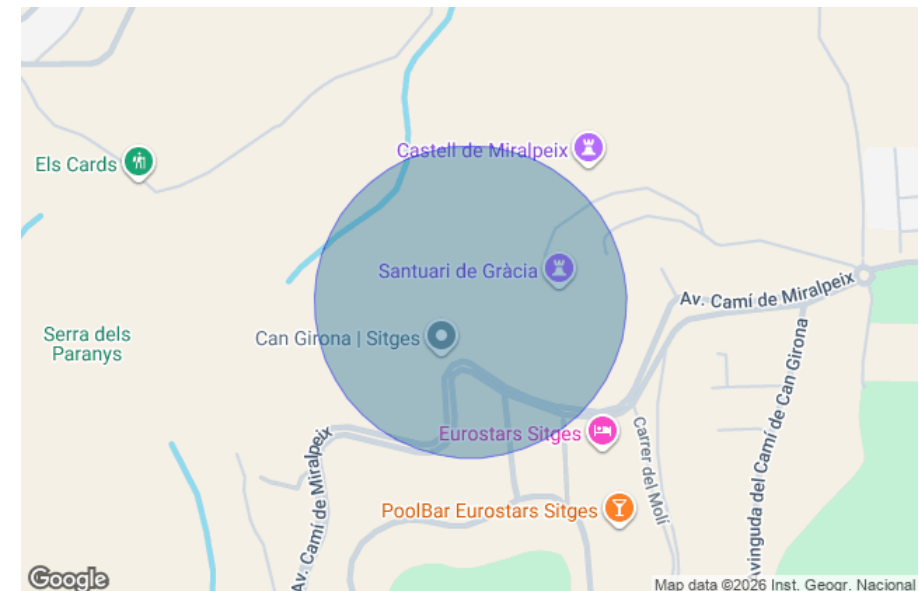 Castell de Miralpeix
Els Cards
Santuari de Gràcia
Av. Camí de Miralpeix
Serra dels
Paranys
Can Girona | Sitges
Eurostars Sitges
Av. Camí de Miralpeix
Carrer del Molí
Avinguda del Camí de Can Girona
PoolBar Eurostars Sitges
Google
Map data ©2026 Inst. Geogr. Nacional